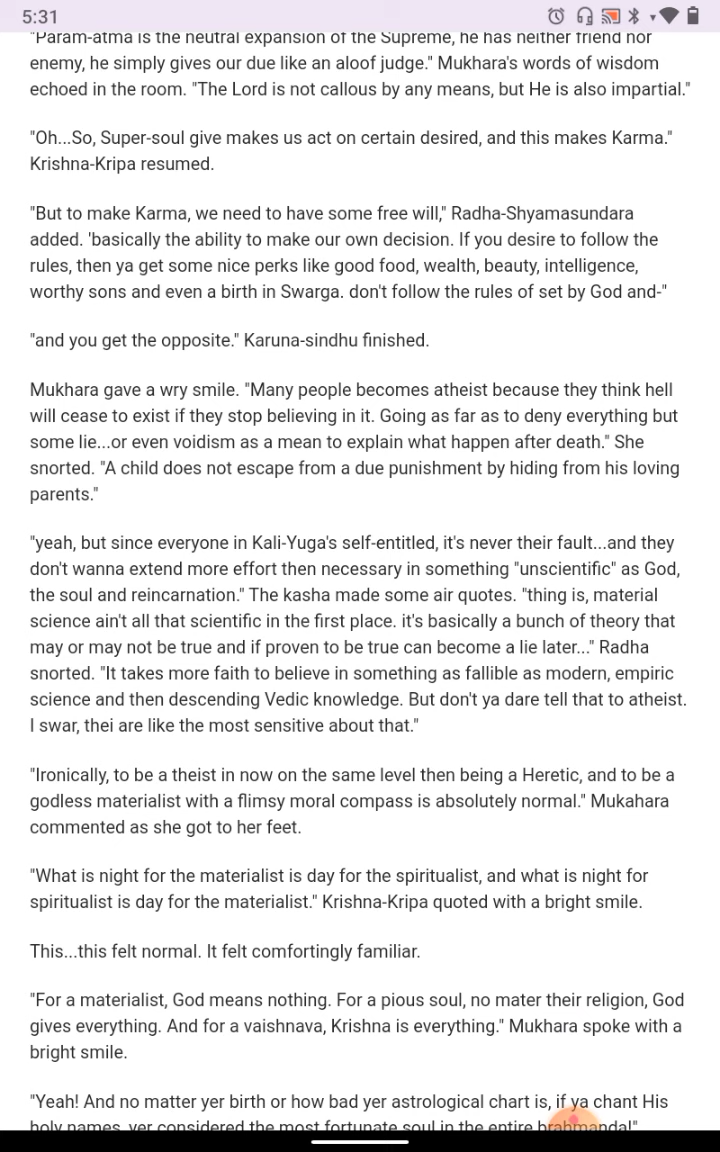 5:31
"Param-atma is the neutral expansion of the Supreme, he has neither friend nor
enemy, he simply gives our due like an aloof judge." Mukhara's words of wisdom
echoed in the room. "The Lord is not callous by any means, but He is also impartial."
"Oh...So, Super-soul give makes us act on certain desired, and this makes Karma."
Krishna-Kripa resumed.
"But to make Karma, we need to have some free will," Radha-Shyamasundara
added. 'basically the ability to make our own decision. If you desire to follow the
rules, then ya get some nice perks like good food, wealth, beauty, intelligence,
worthy sons and even a birth in Swarga. don't follow the rules of set by God and-"
"and you get the opposite." Karuna-sindhu finished.
Mukhara gave a wry smile. "Many people becomes atheist because they think hell
will cease to exist if they stop believing in it. Going as far as to deny everything but
some lie...or even voidism as a mean to explain what happen after death." She
snorted. "A child does not escape from a due punishment by hiding from his loving
parents."
"yeah, but since everyone in Kali-Yuga's self-entitled, it's never their fault...and they
don't wanna extend more effort then necessary in something "unscientific" as God,
the soul and reincarnation." The kasha made some air quotes. "thing is, material
science ain't all that scientific in the first place. it's basically a bunch of theory that
may or may not be true and if proven to be true can become a lie later..." Radha
snorted. "It takes more faith to believe in something as fallible as modern, empiric
science and then descending Vedic knowledge. But don't ya dare tell that to atheist.
I swar, thei are like the most sensitive about that."
"Ironically, to be a theist in now on the same level then being a Heretic, and to be a
godless materialist with a flimsy moral compass is absolutely normal." Mukahara
commented as she got to her feet.
"What is night for the materialist is day for the spiritualist, and what is night for
spiritualist is day for the materialist." Krishna-Kripa quoted with a bright smile.
This...this felt normal. It felt comfortingly familiar.
"For a materialist, God means nothing. For a pious soul, no mater their religion, God
gives everything. And for a vaishnava, Krishna is everything." Mukhara spoke with a
bright smile.
"Yeah! And no matter yer birth or how bad yer astrological chart is, if ya chant His
holy names, yer considered the most fortunate soul in the entire brahmanda!"